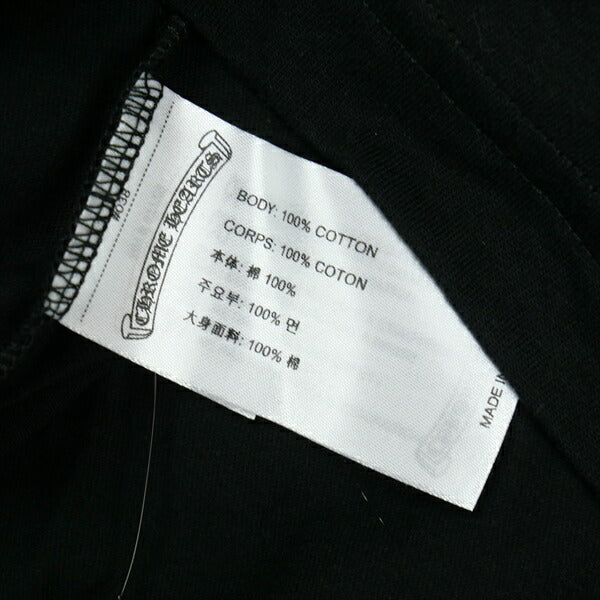 CHROME HEARTS
BODY: 100% COTTON
CORPS: 100% COTON
本体: 綿 100%
주요부: 100% 면
大身面料: 100% 棉
MADE IN